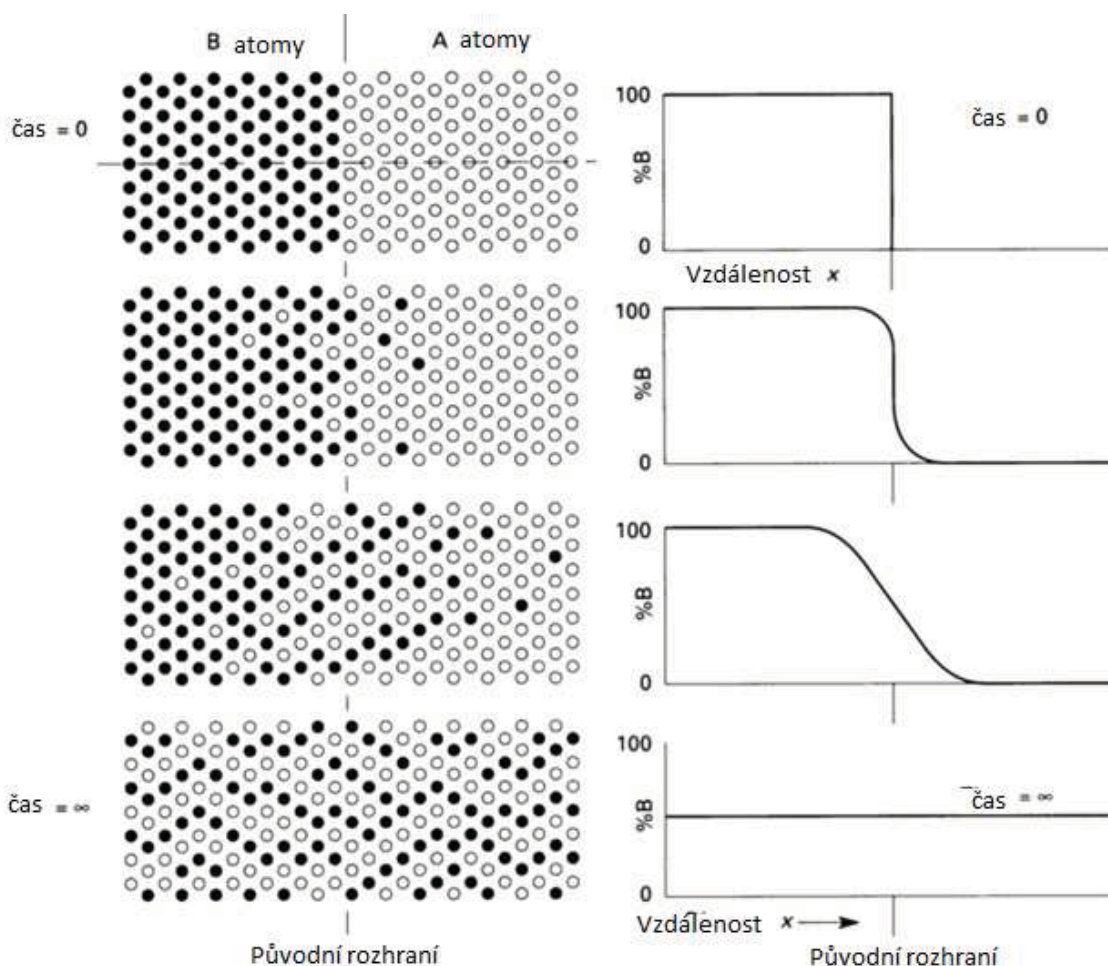 B atomy
A atomy
čas = 0
100
%B
0
čas = 0
Vzdálenost x
100
%B
0
100
%B
0
čas = ∞
100
%B
0
čas = ∞
Vzdálenost x
Původní rozhraní
Původní rozhraní